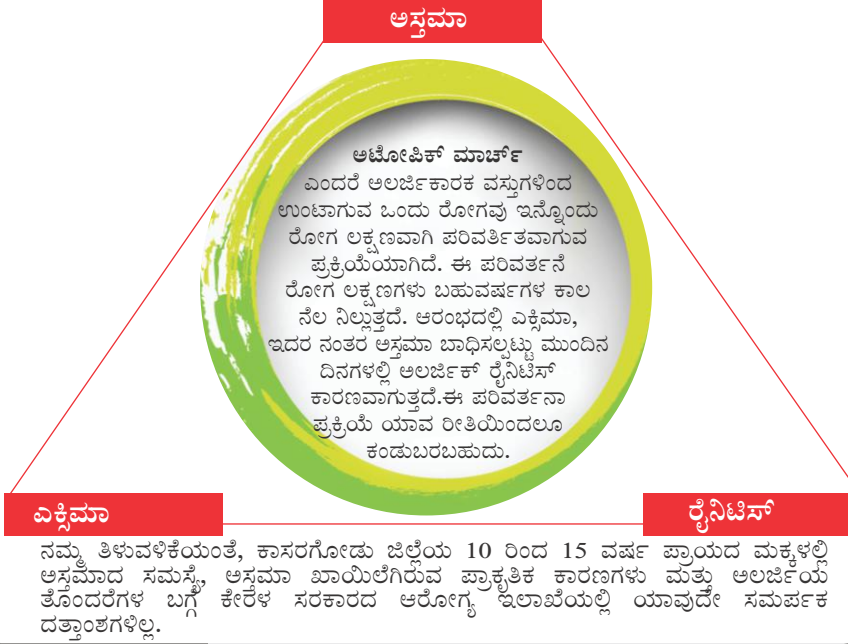 ಅಸ್ತಮಾ
ಅಟೋಪಿಕ್ ಮಾರ್ಚ್
ಎಂದರೆ ಅಲರ್ಜಿಕಾರಕ ವಸ್ತುಗಳಿಂದ
ಉಂಟಾಗುವ ಒಂದು ರೋಗವು ಇನ್ನೊಂದು
ರೋಗ ಲಕ್ಷಣವಾಗಿ ಪರಿವರ್ತಿತವಾಗುವ
ಪ್ರಕ್ರಿಯೆಯಾಗಿದೆ. ಈ ಪರಿವರ್ತನೆ
ರೋಗ ಲಕ್ಷಣಗಳು ಬಹುವರ್ಷಗಳ ಕಾಲ
ನೆಲ ನಿಲ್ಲುತ್ತದೆ. ಆರಂಭದಲ್ಲಿ ಎಕ್ಸಿಮಾ,
ಇದರ ನಂತರ ಅಸ್ತಮಾ ಬಾಧಿಸಲ್ಪಟ್ಟು ಮುಂದಿನ
ದಿನಗಳಲ್ಲಿ ಅಲರ್ಜಿಕ್ ರೈನಿಟಿಸ್
ಕಾರಣವಾಗುತ್ತದೆ.ಈ ಪರಿವರ್ತನಾ
ಪ್ರಕ್ರಿಯೆ ಯಾವ ರೀತಿಯಿಂದಲೂ
ಕಂಡುಬರಬಹುದು.
ಎಕ್ಸಿಮಾ
ರೈನಿಟಿಸ್
ನಮ್ಮ ತಿಳುವಳಿಕೆಯಂತೆ, ಕಾಸರಗೋಡು ಜಿಲ್ಲೆಯ 10 ರಿಂದ 15 ವರ್ಷ ಪ್ರಾಯದ ಮಕ್ಕಳಲ್ಲಿ
ಅಸ್ತಮಾದ ಸಮಸ್ಯೆ, ಅಸ್ತಮಾ ಖಾಯಿಲೆಗಿರುವ ಪ್ರಾಕೃತಿಕ ಕಾರಣಗಳು ಮತ್ತು ಅಲರ್ಜಿಯ
ತೊಂದರೆಗಳ ಬಗ್ಗೆ ಕೇರಳ ಸರಕಾರದ ಆರೋಗ್ಯ ಇಲಾಖೆಯಲ್ಲಿ ಯಾವುದೇ ಸಮರ್ಪಕ
ದತ್ತಾಂಶಗಳಿಲ್ಲ.